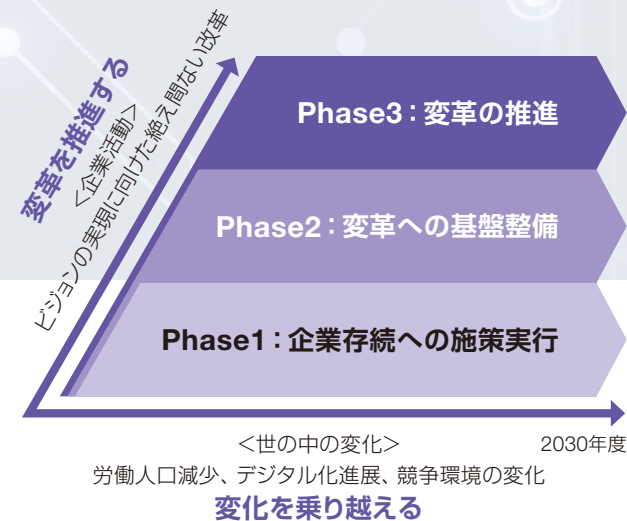 変革を推進する
＜企業活動＞
ビジョンの実現に向けた絶え間ない改革
Phase3：変革の推進
Phase2：変革への基盤整備
Phase1：企業存続への施策実行
＜世の中の変化＞
2030年度
労働人口減少、デジタル化進展、競争環境の変化
変化を乗り越える